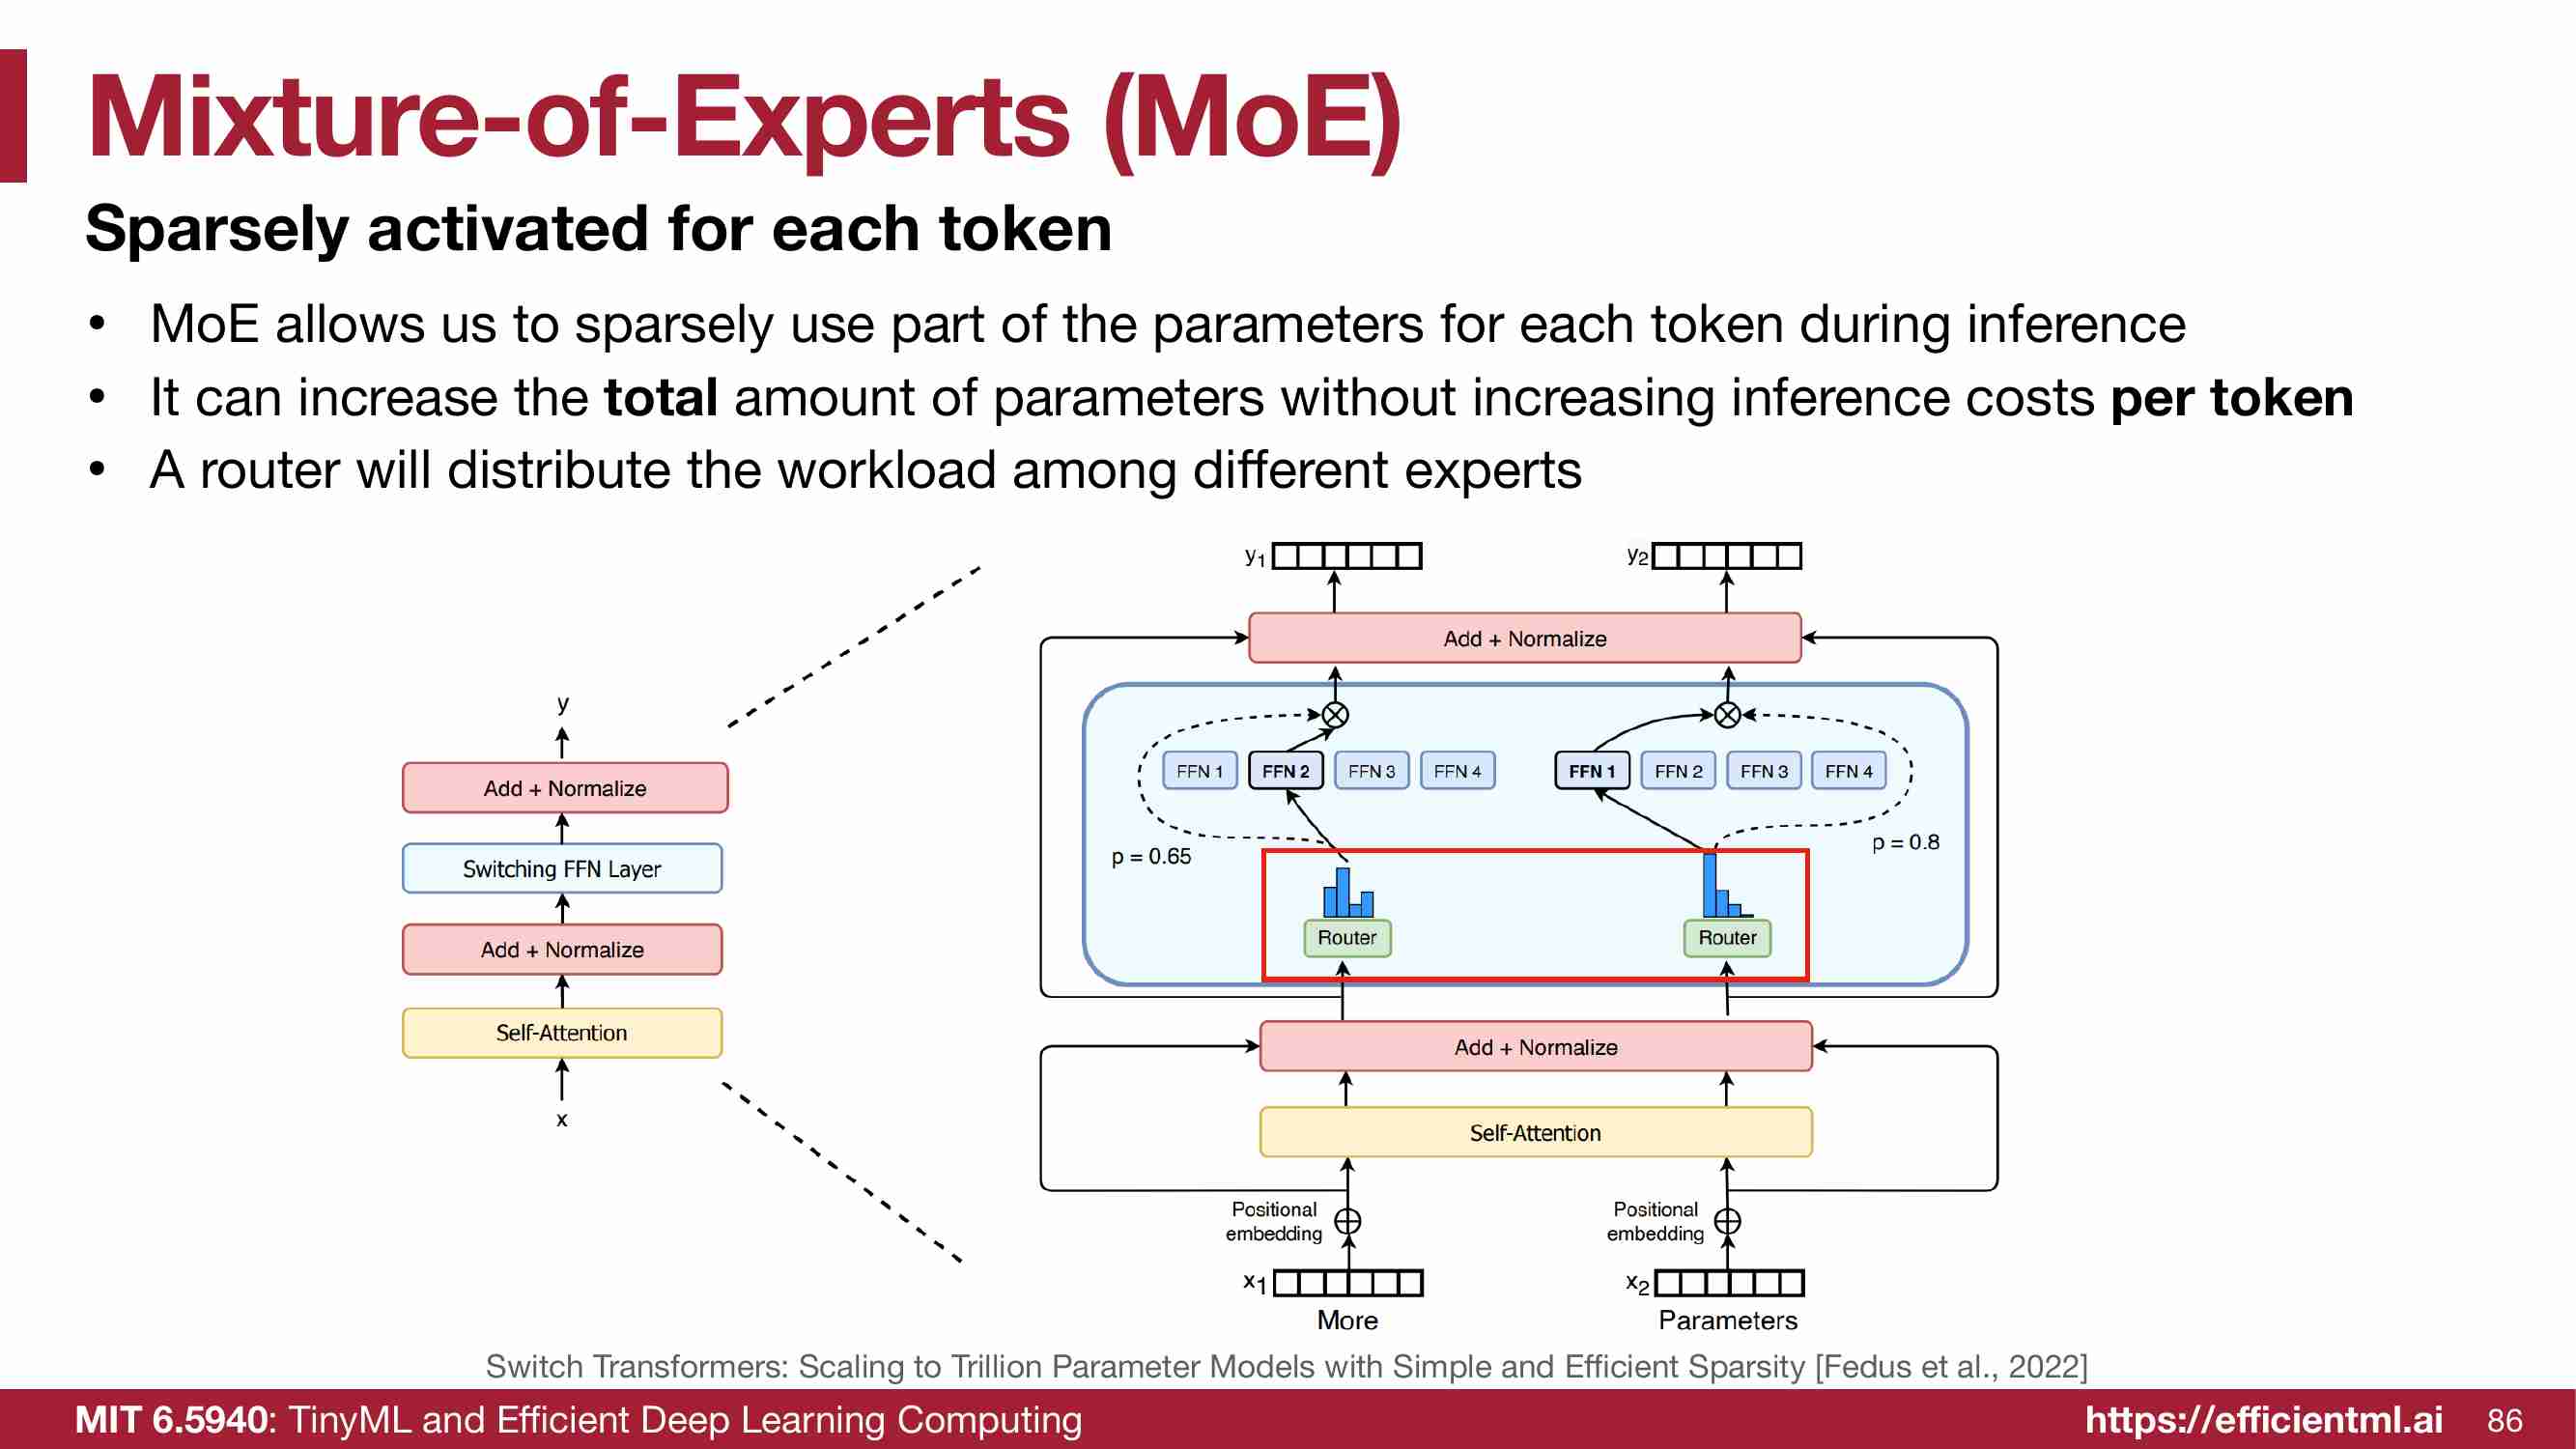 Mixture-of-Experts (MoE)
Sparsely activated for each token
• MoE allows us to sparsely use part of the parameters for each token during inference
• It can increase the total amount of parameters without increasing inference costs per token
• A router will distribute the workload among different experts
y
Add + Normalize
Switching FFN Layer
Add + Normalize
Self-Attention
x
y1 y2
Add + Normalize
FFN 1 FFN 2 FFN 3 FFN 4 FFN 1 FFN 2 FFN 3 FFN 4
p = 0.65 p = 0.8
Router Router
Add + Normalize
Self-Attention
Positional embedding
Positional embedding
x1 x2
More Parameters
Switch Transformers: Scaling to Trillion Parameter Models with Simple and Efficient Sparsity [Fedus et al., 2022]
MIT 6.5940: TinyML and Efficient Deep Learning Computing https://efficientml.ai 86